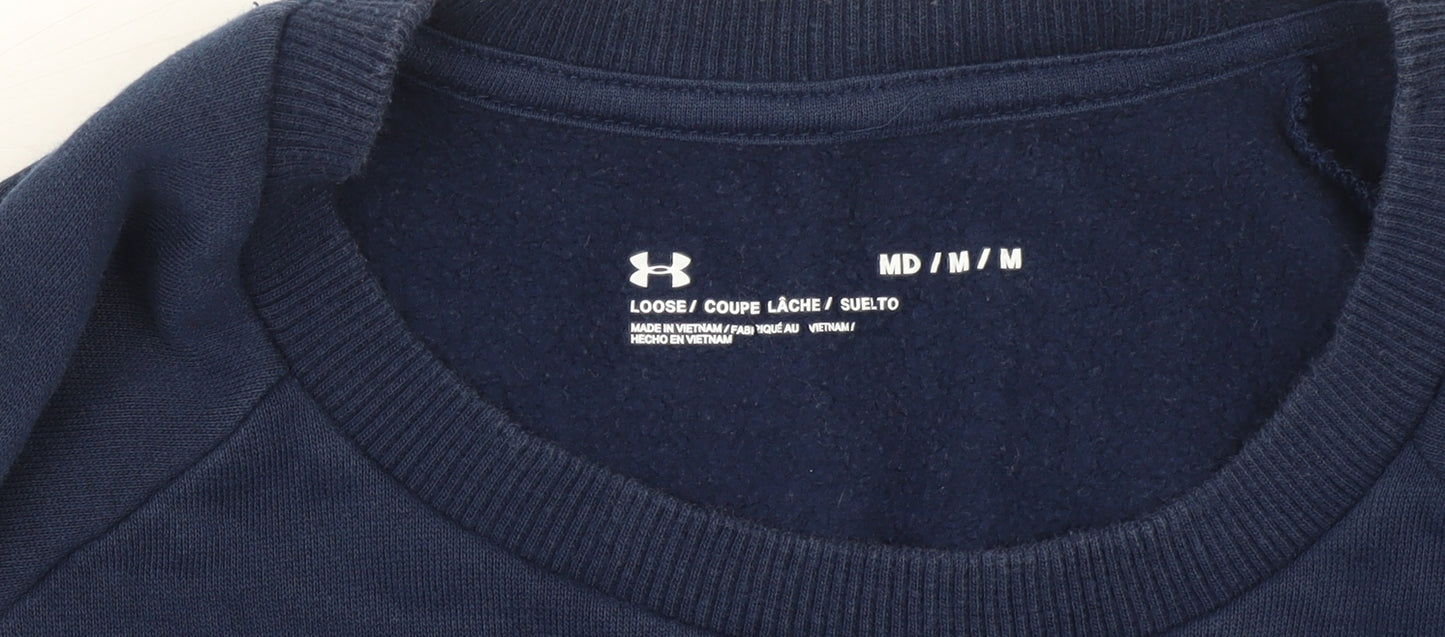 MD / M / M
LOOSE / COUPE LÂCHE / SUELTO
MADE IN VIETNAM / FABRIQUÉ AU VIETNAM /
HECHO EN VIETNAM